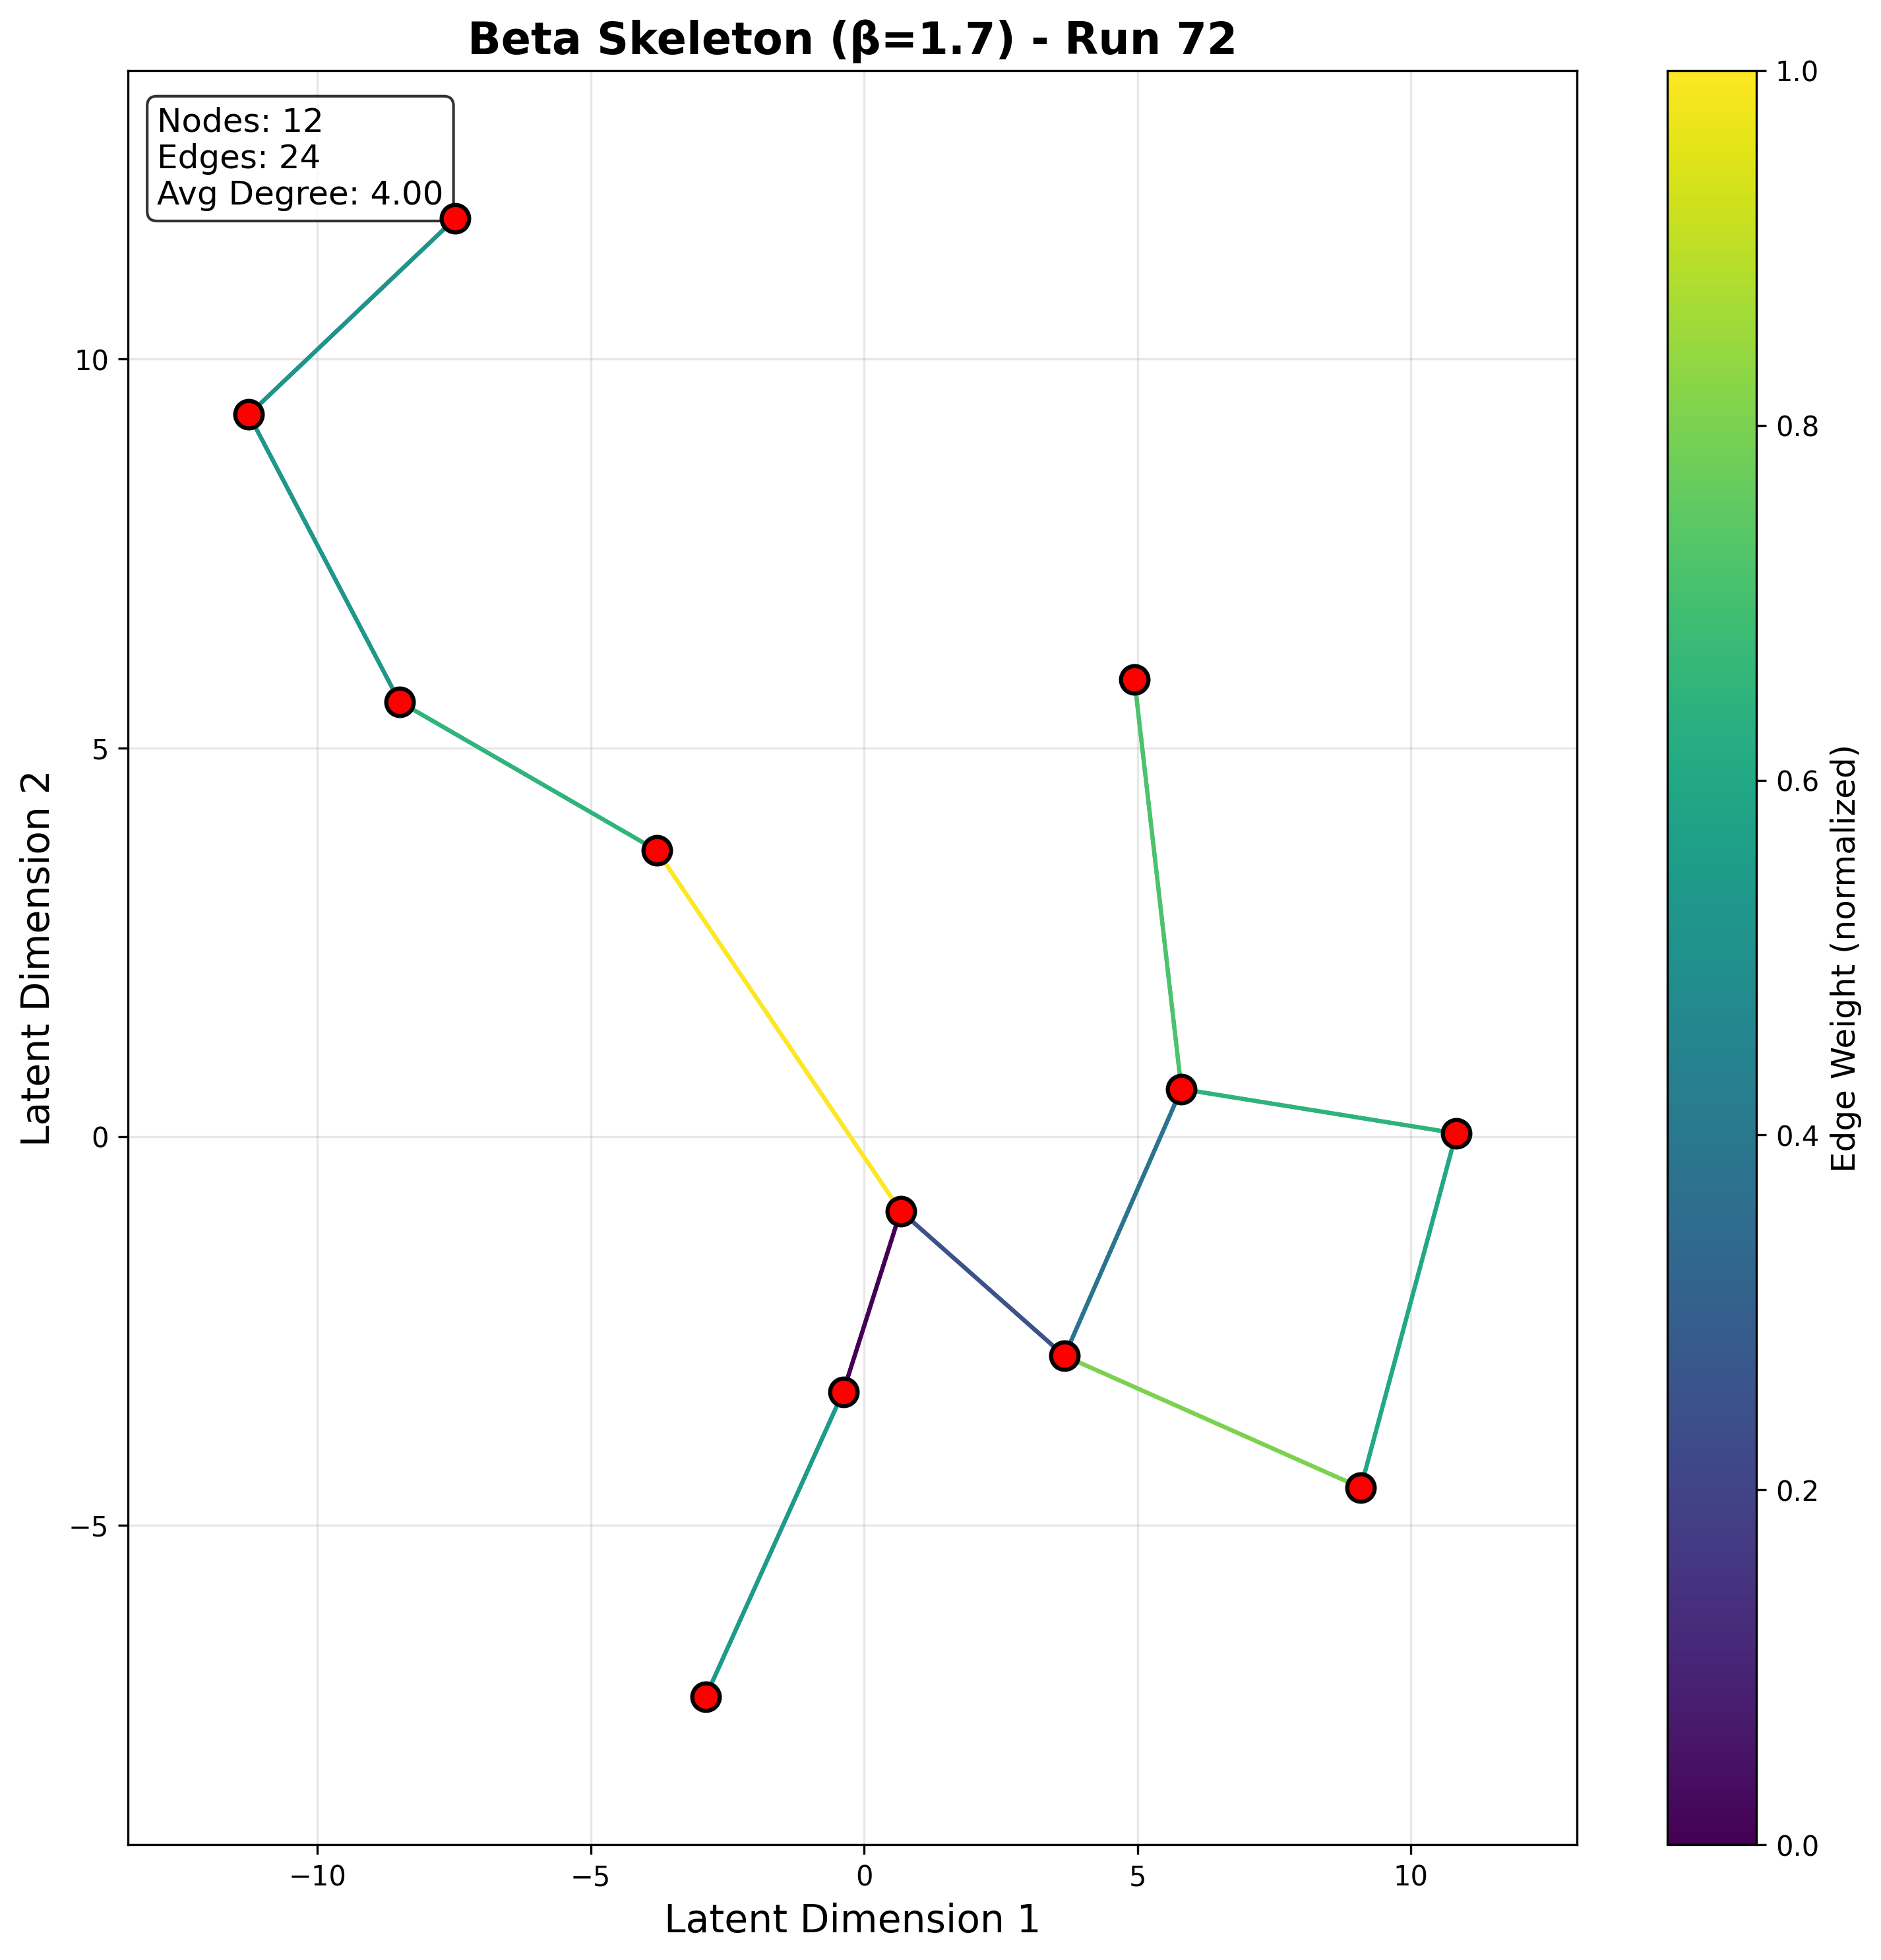 Beta Skeleton (β=1.7) - Run 72
Nodes: 12
Edges: 24
Avg Degree: 4.00
10
5
0
−5
−10
−5
0
5
10
Latent Dimension 1
Latent Dimension 2
1.0
0.8
0.6
0.4
0.2
0.0
Edge Weight (normalized)